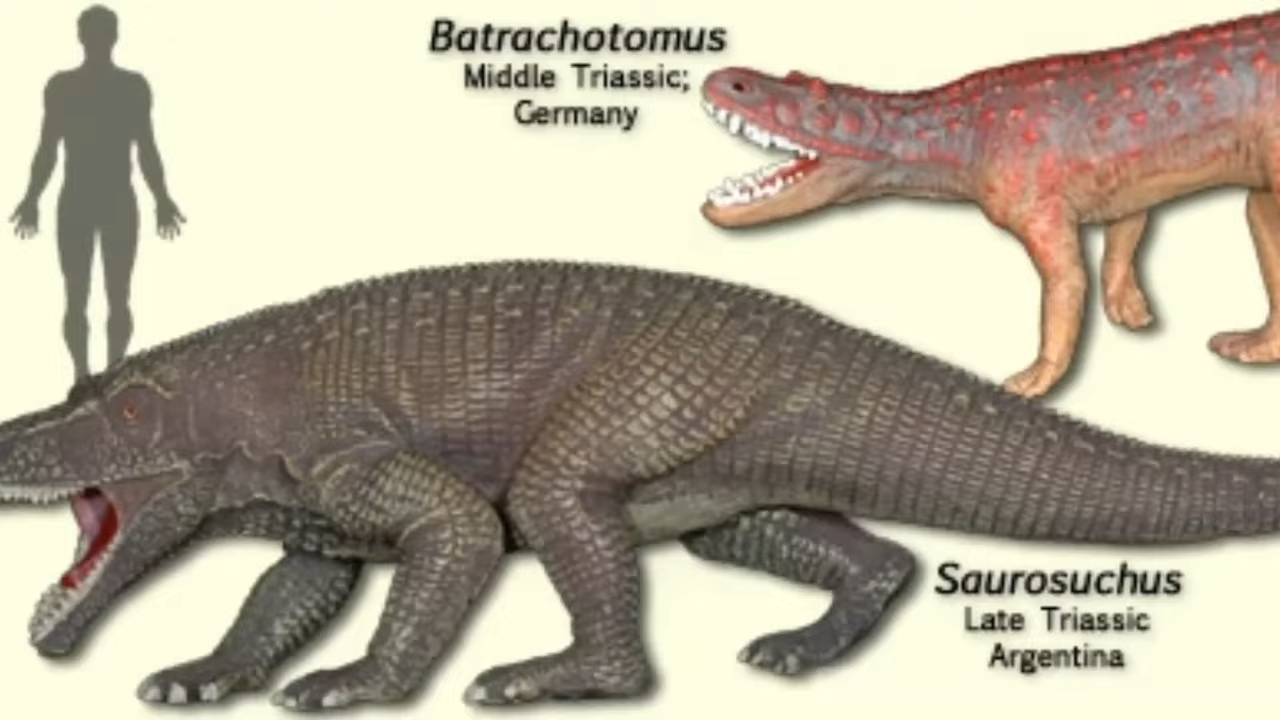 Batrachotomus
Middle Triassic;
Germany
Saurosuchus
Late Triassic
Argentina